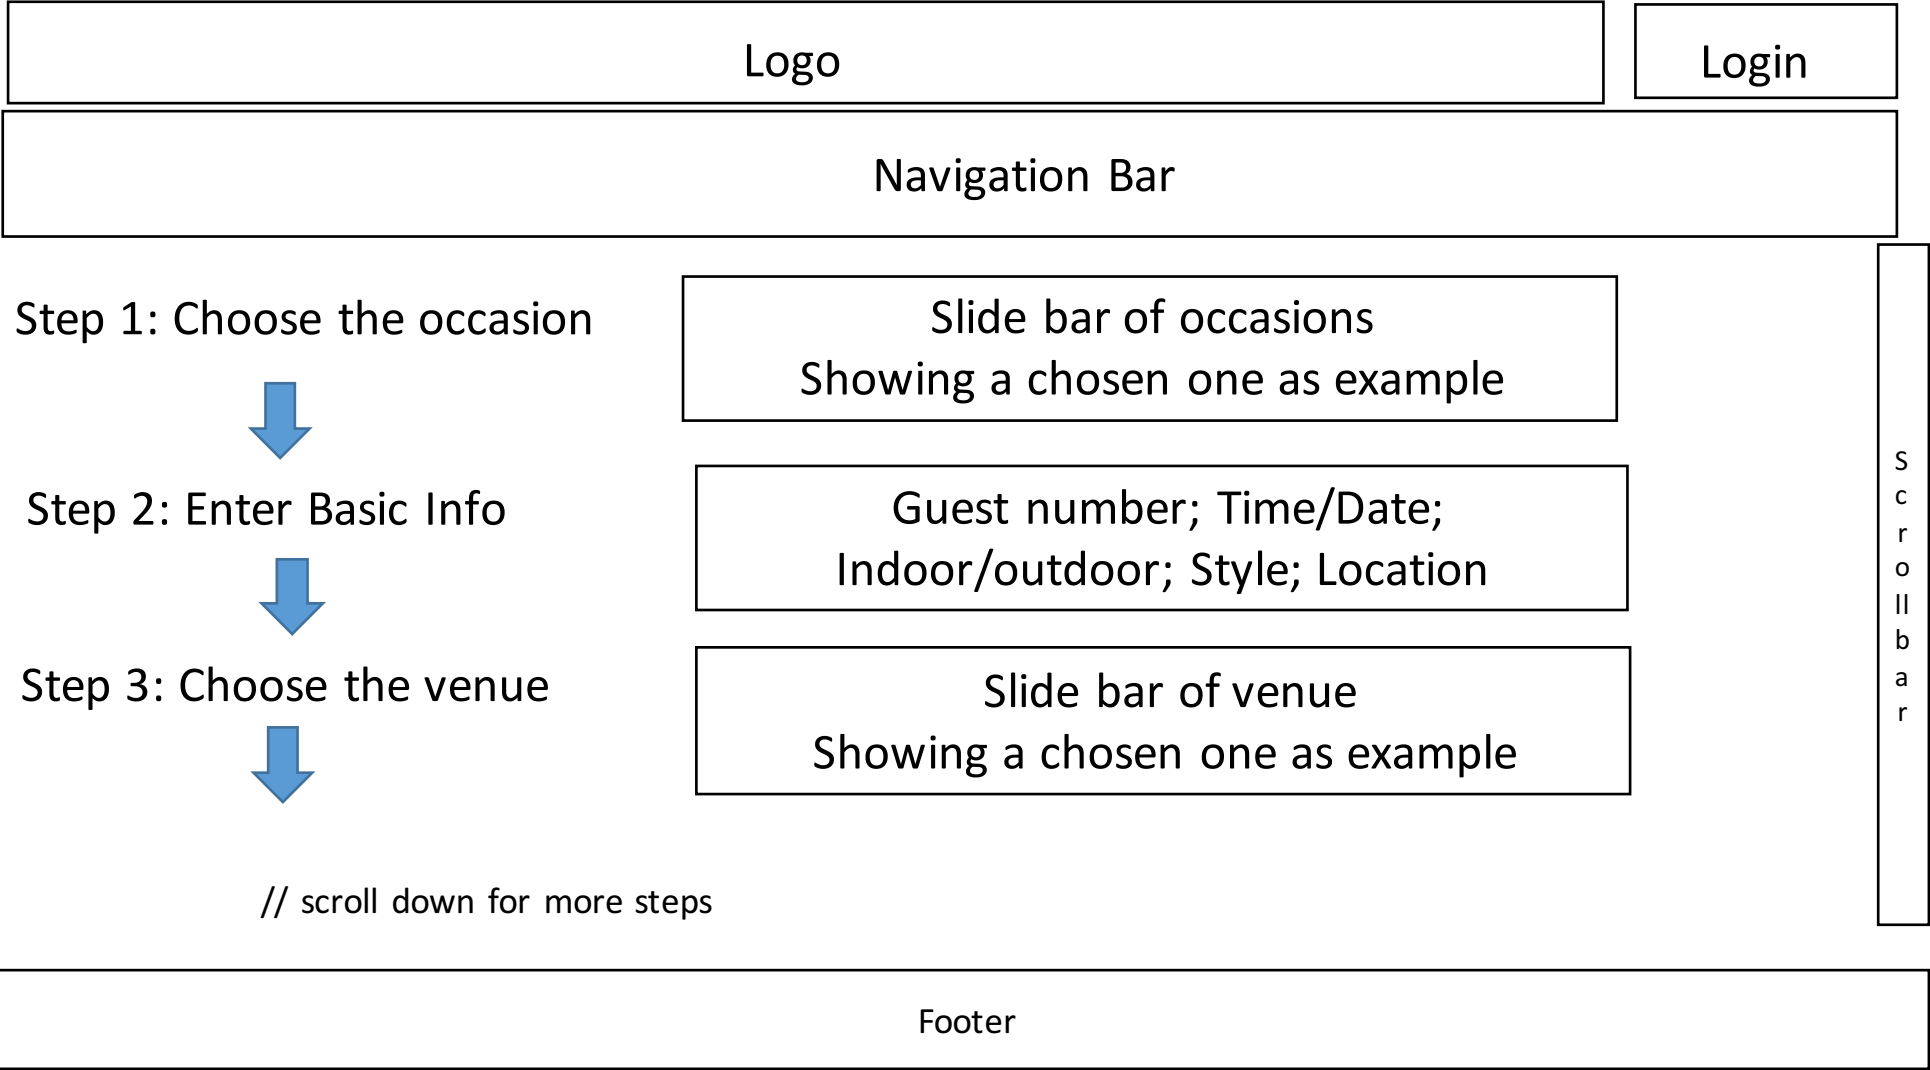 Logo
Login
Navigation Bar
Step 1: Choose the occasion
Slide bar of occasions
Showing a chosen one as example
Step 2: Enter Basic Info
Guest number; Time/Date;
Indoor/outdoor; Style; Location
Step 3: Choose the venue
Slide bar of venue
Showing a chosen one as example
Scrollbar
// scroll down for more steps
Footer